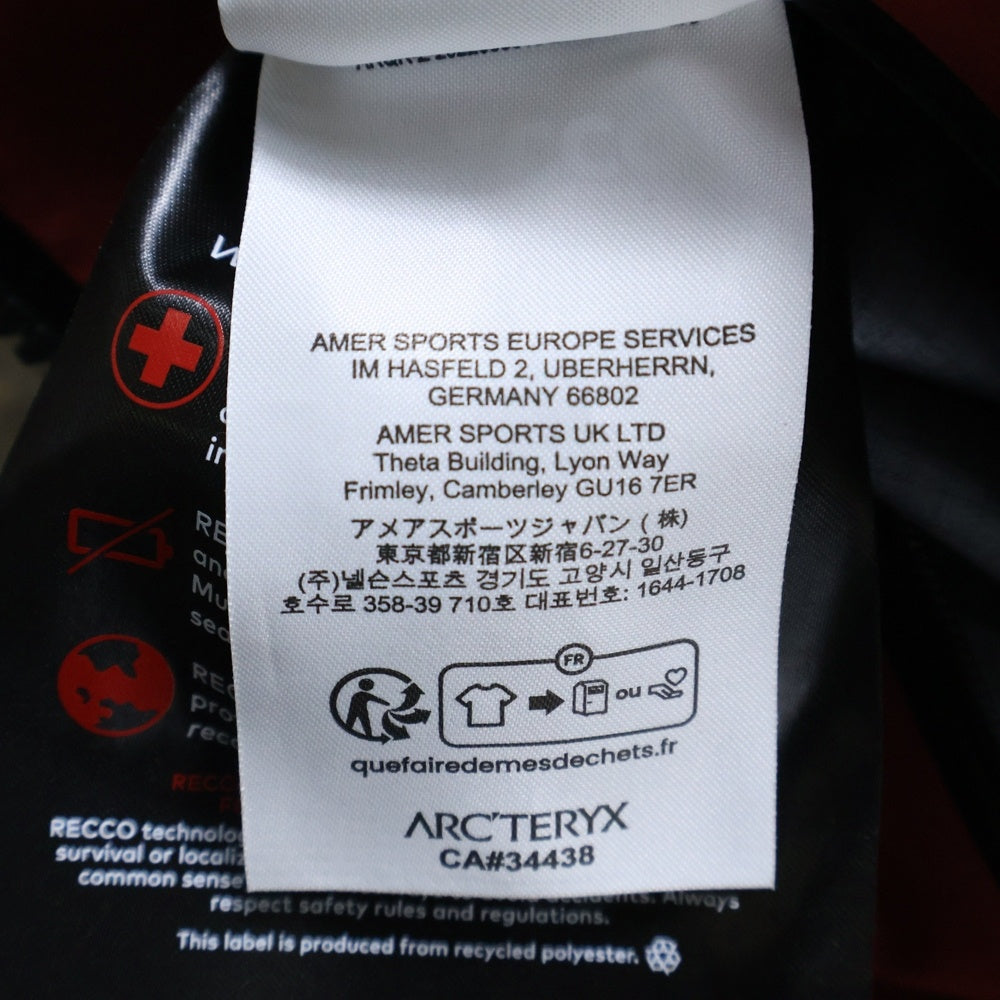 AMER SPORTS EUROPE SERVICES
IM HASFELD 2, UBERHERRN,
GERMANY 66802
AMER SPORTS UK LTD
Theta Building, Lyon Way
Frimley, Camberley GU16 7ER
アメアスポーツジャパン (株)
東京都新宿区新宿6-27-30
(주)넬슨스포츠 경기도 고양시 일산동구
호수로 358-39 710호 대표번호: 1644-1708
FR
ou
quefairedemesdechets.fr
ARC'TERYX
CA#34438
RECCO
RECCO technolo
survival or localiz
common sense
accidents. Always
respect safety rules and regulations.
This label is produced from recycled polyester.